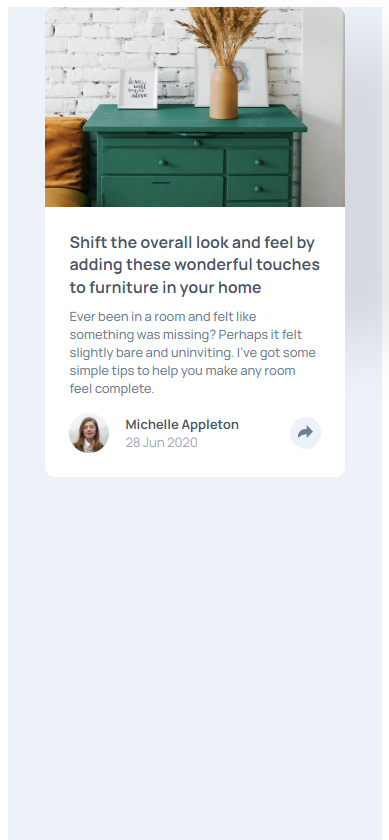 love
well
Shift the overall look and feel by
adding these wonderful touches
to furniture in your home
Ever been in a room and felt like
something was missing? Perhaps it felt
slightly bare and uninviting. I've got some
simple tips to help you make any room
feel complete.
Michelle Appleton
28 Jun 2020